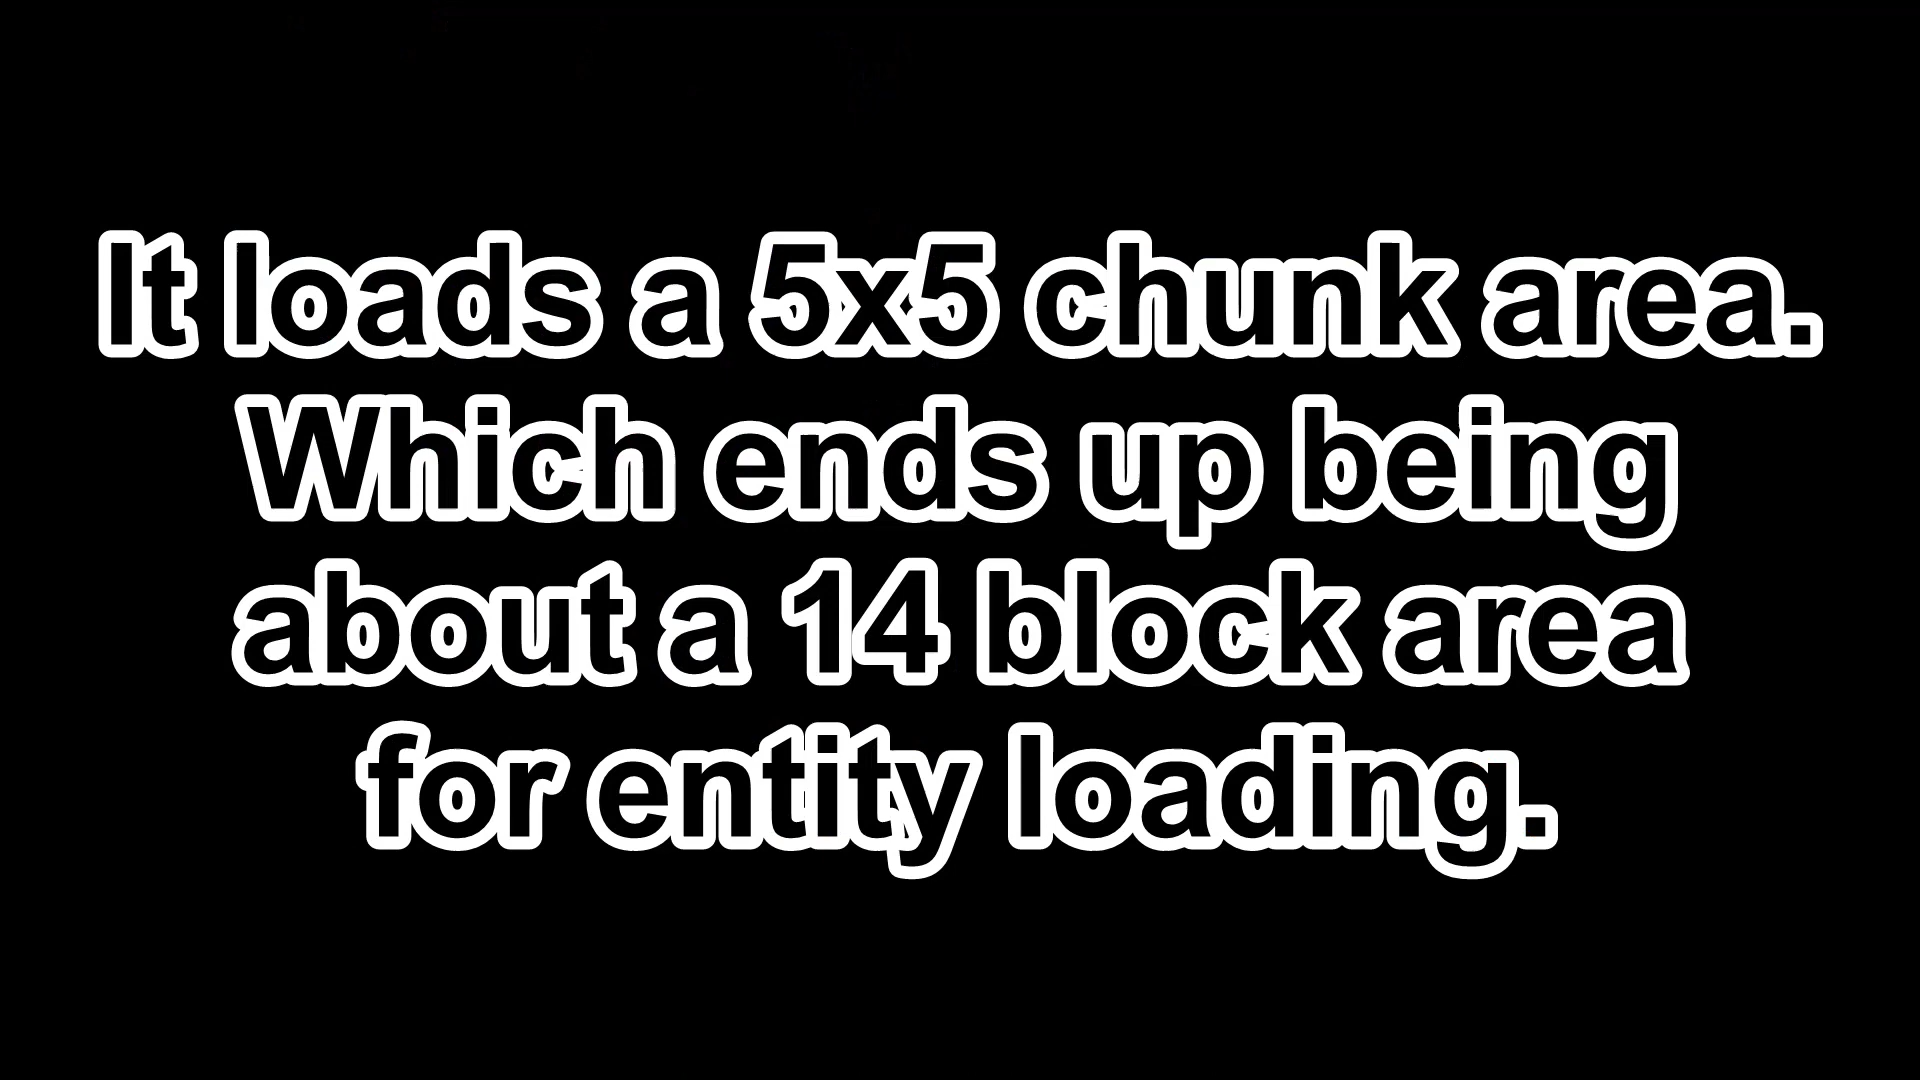 It loads a 5x5 chunk area.
Which ends up being
about a 14 block area
for entity loading.